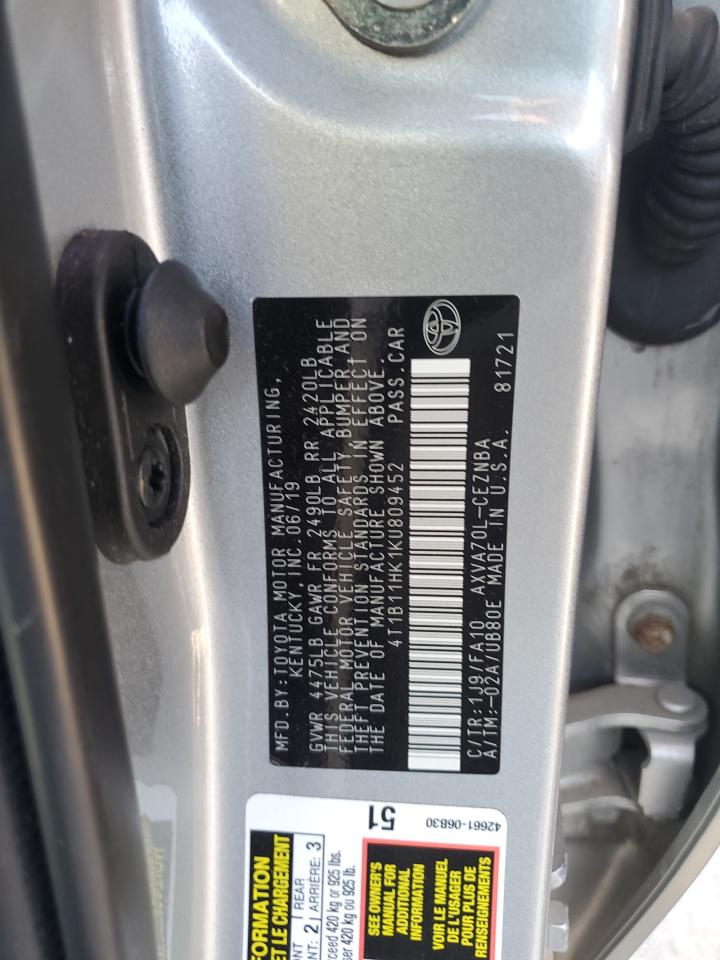 MFD.BY:TOYOTA MOTOR MANUFACTURING,
KENTUCKY, INC. 06/19
GVWR 4475LB GAWR FR 2490LB RR 2420LB
THIS VEHICLE CONFORMS TO ALL APPLICABLE
FEDERAL MOTOR VEHICLE SAFETY, BUMPER AND
THEFT PREVENTION STANDARDS IN EFFECT ON
THE DATE OF MANUFACTURE SHOWN ABOVE.
4T1B11HK1KU809452 PASS.CAR
C/TR:1J9/FA10 AXVA70L-CEZNBA
A/TM:-02A/UB80E MADE IN U.S.A. 81721
FORMATION
ET LE CHARGEMENT
2 REAR
ARRIÈRE: 3
xceed 420 kg or 925 lbs.
420 kg ou 925 lb.
51
42661-06B30
SEE OWNER'S
MANUAL FOR
ADDITIONAL
INFORMATION
VOIR LE MANUEL
DE L'USAGER
POUR PLUS DE
RENSEIGNEMENTS